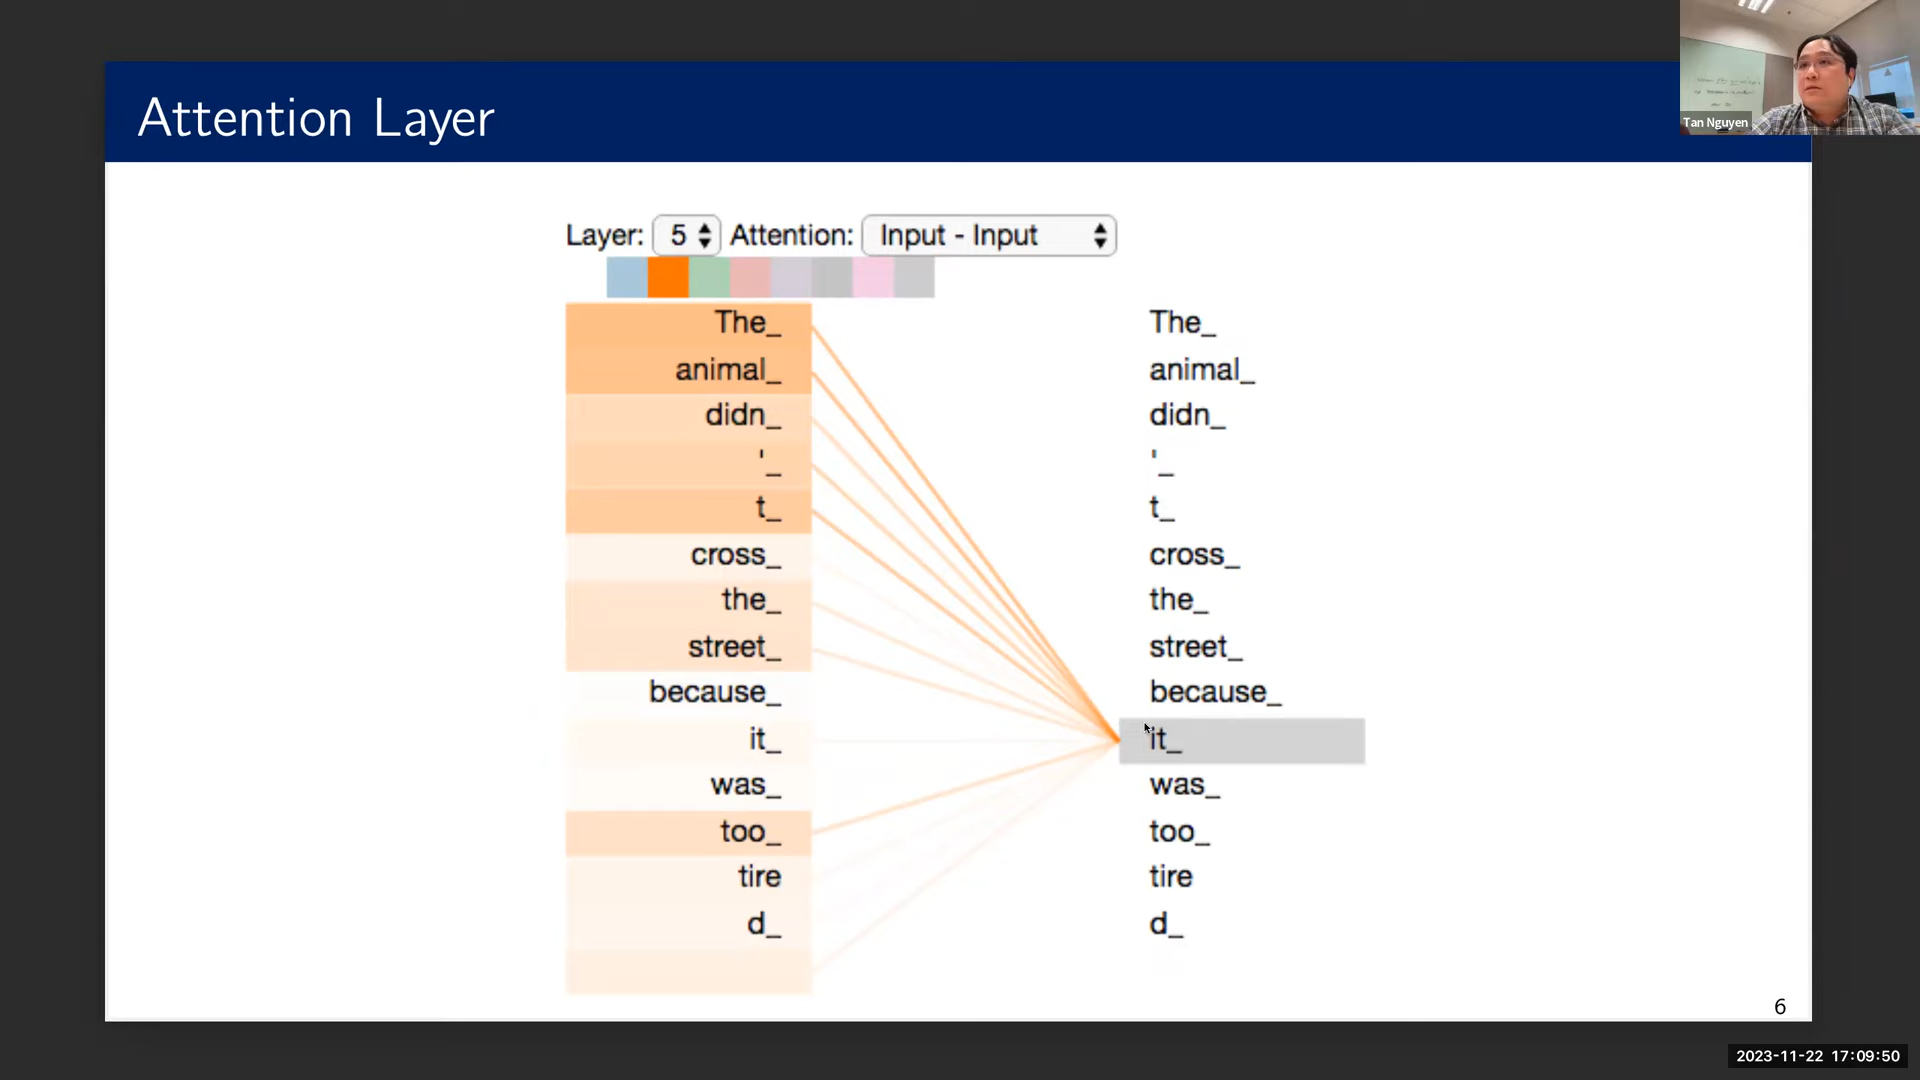 Attention Layer
Tan Nguyen
Layer: 5 Attention: Input - Input
The_ The_
animal_ animal_
didn_ didn_
'_ '_
t_ t_
cross_ cross_
the_ the_
street_ street_
because_ because_
it_ it_
was_ was_
too_ too_
tire tire
d_ d_
6
2023-11-22 17:09:50